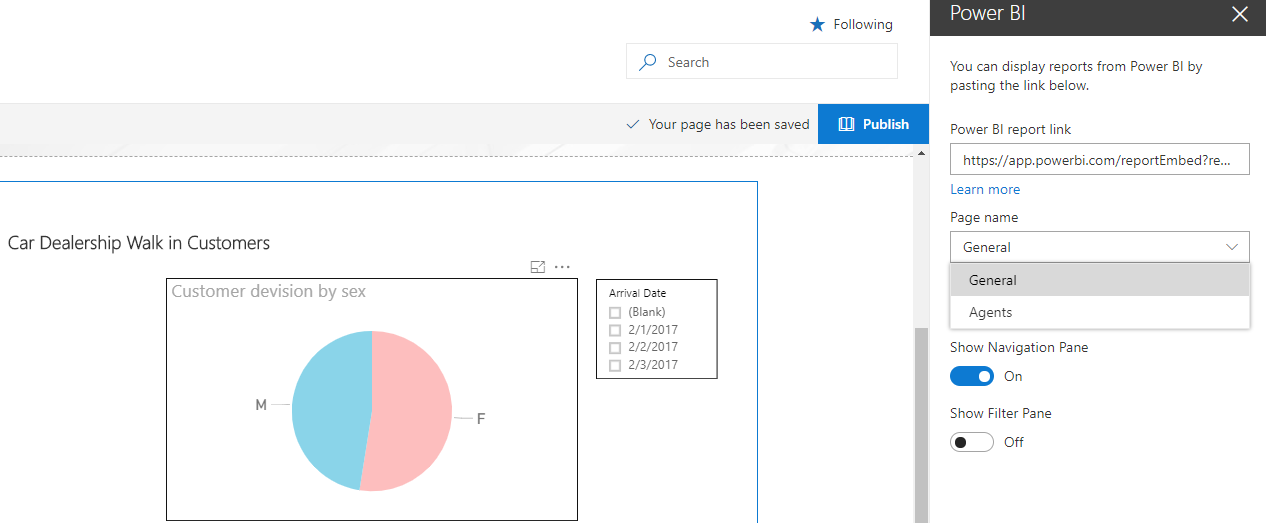 Following
Search
Your page has been saved
Publish
Car Dealership Walk in Customers
Customer devision by sex
M
F
Arrival Date
(Blank)
2/1/2017
2/2/2017
2/3/2017
Power BI
You can display reports from Power BI by
pasting the link below.
Power BI report link
https://app.powerbi.com/reportEmbed?re...
Learn more
Page name
General
General
Agents
Show Navigation Pane
On
Show Filter Pane
Off